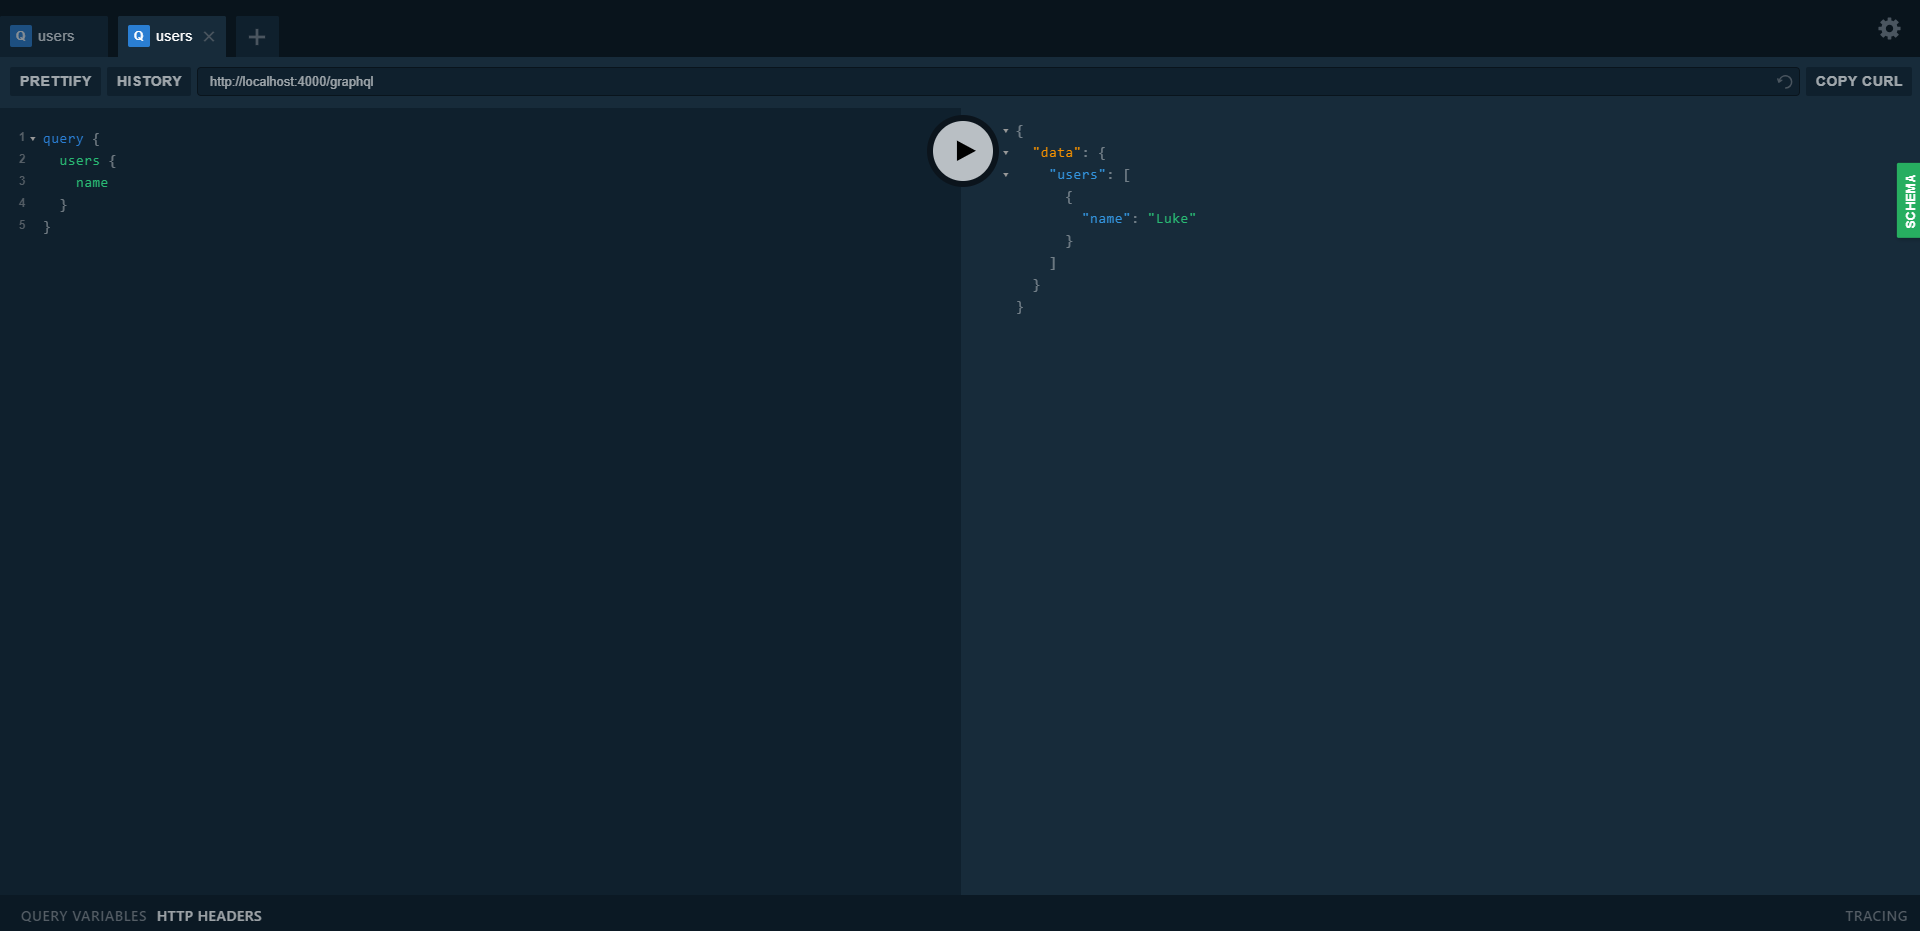 Q users
Q users
PRETTIFY HISTORY http://localhost:4000/graphql COPY CURL
1 query {
2 users {
3 name
4 }
5 }
{
"data": {
"users": [
{
"name": "Luke"
}
]
}
}
SCHEMA
QUERY VARIABLES HTTP HEADERS
TRACING